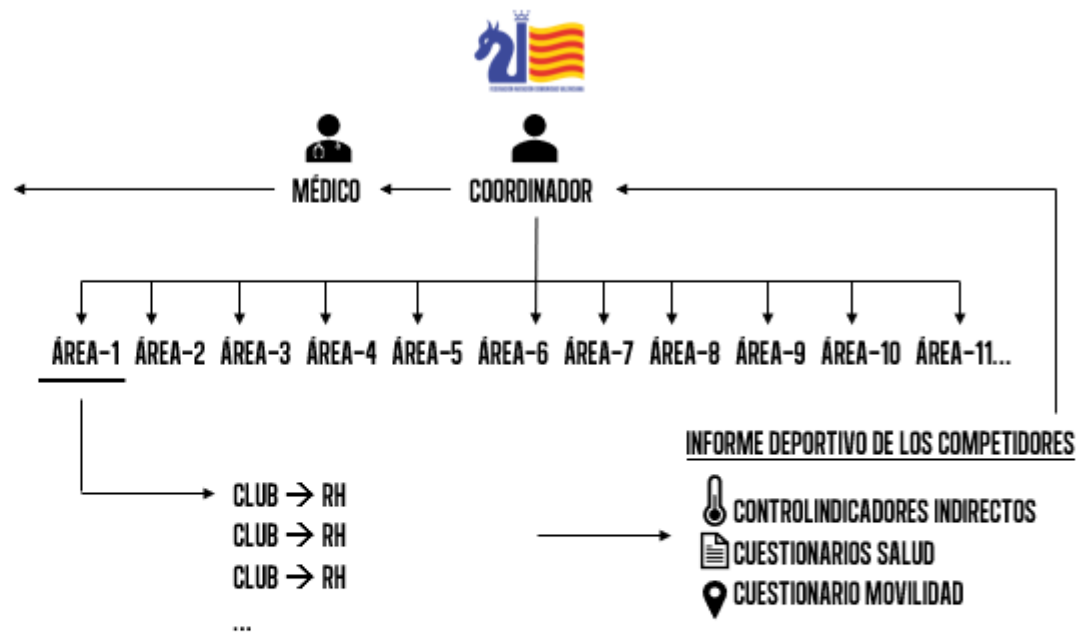 MÉDICO
COORDINADOR
ÁREA-1 ÁREA-2 ÁREA-3 ÁREA-4 ÁREA-5 ÁREA-6 ÁREA-7 ÁREA-8 ÁREA-9 ÁREA-10 ÁREA-11...
INFORME DEPORTIVO DE LOS COMPETIDORES
CLUB → RH
CLUB → RH
CLUB → RH
...
CONTROLINDICADORES INDIRECTOS
CUESTIONARIOS SALUD
CUESTIONARIO MOVILIDAD